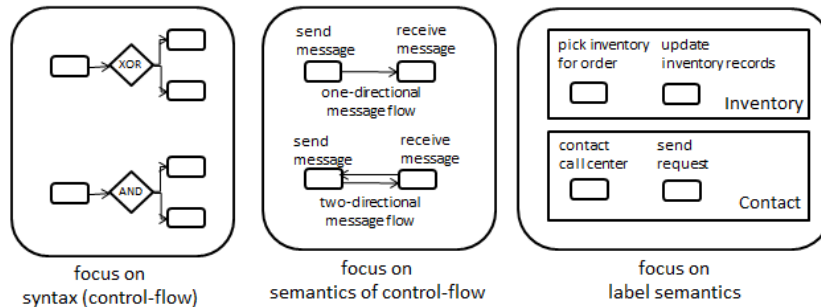 XOR
AND
focus on
syntax (control-flow)
send
message
receive
message
one-directional
message flow
send
message
receive message
two-directional
message flow
focus on
semantics of control-flow
pick inventory
for order
update
inventory records
Inventory
contact
call center
send
request
Contact
focus on
label semantics